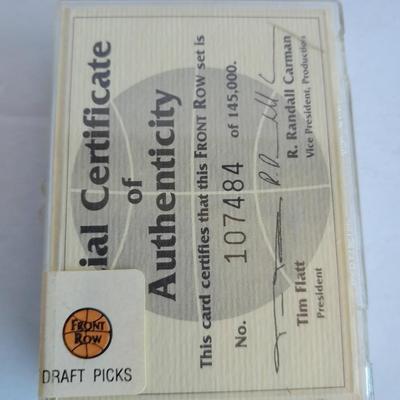 cial Certificate
of
Authenticity
This card certifies that this FRONT ROW set is
No. 107484 of 145,000.
Tim Flatt
President
R. Randall Carman
Vice President, Production
FRONT
ROW
DRAFT PICKS